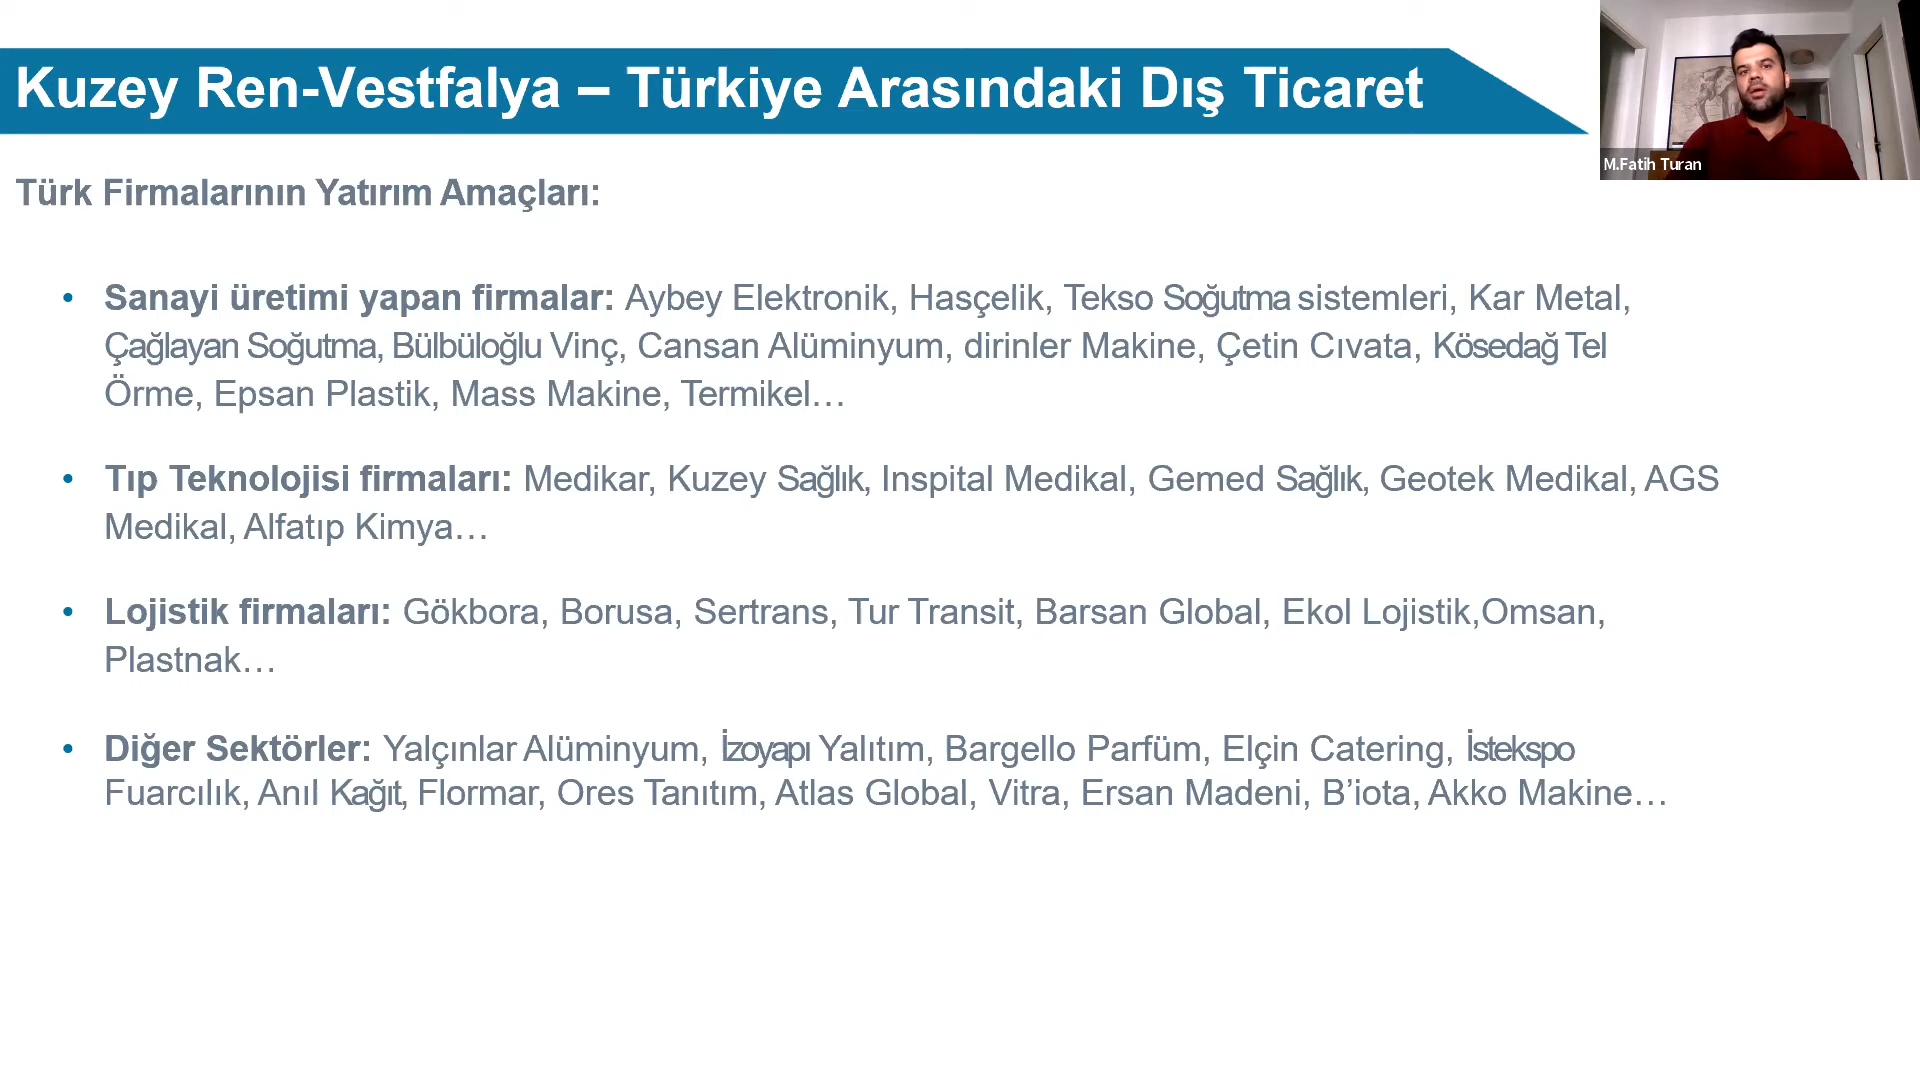 Kuzey Ren-Vestfalya – Türkiye Arasındaki Dış Ticaret
M.Fatih Turan
Türk Firmalarının Yatırım Amaçları:
• Sanayi üretimi yapan firmalar: Aybey Elektronik, Hasçelik, Tekso Soğutma sistemleri, Kar Metal,
Çağlayan Soğutma, Bülbüloğlu Vinç, Cansan Alüminyum, dirinler Makine, Çetin Cıvata, Kösedağ Tel
Örme, Epsan Plastik, Mass Makine, Termikel…
• Tıp Teknolojisi firmaları: Medikar, Kuzey Sağlık, Inspital Medikal, Gemed Sağlık, Geotek Medikal, AGS
Medikal, Alfatıp Kimya…
• Lojistik firmaları: Gökbora, Borusa, Sertrans, Tur Transit, Barsan Global, Ekol Lojistik,Omsan,
Plastnak…
• Diğer Sektörler: Yalçınlar Alüminyum, İzoyapı Yalıtım, Bargello Parfüm, Elçin Catering, İstekspo
Fuarcılık, Anıl Kağıt, Flormar, Ores Tanıtım, Atlas Global, Vitra, Ersan Madeni, B’iota, Akko Makine…